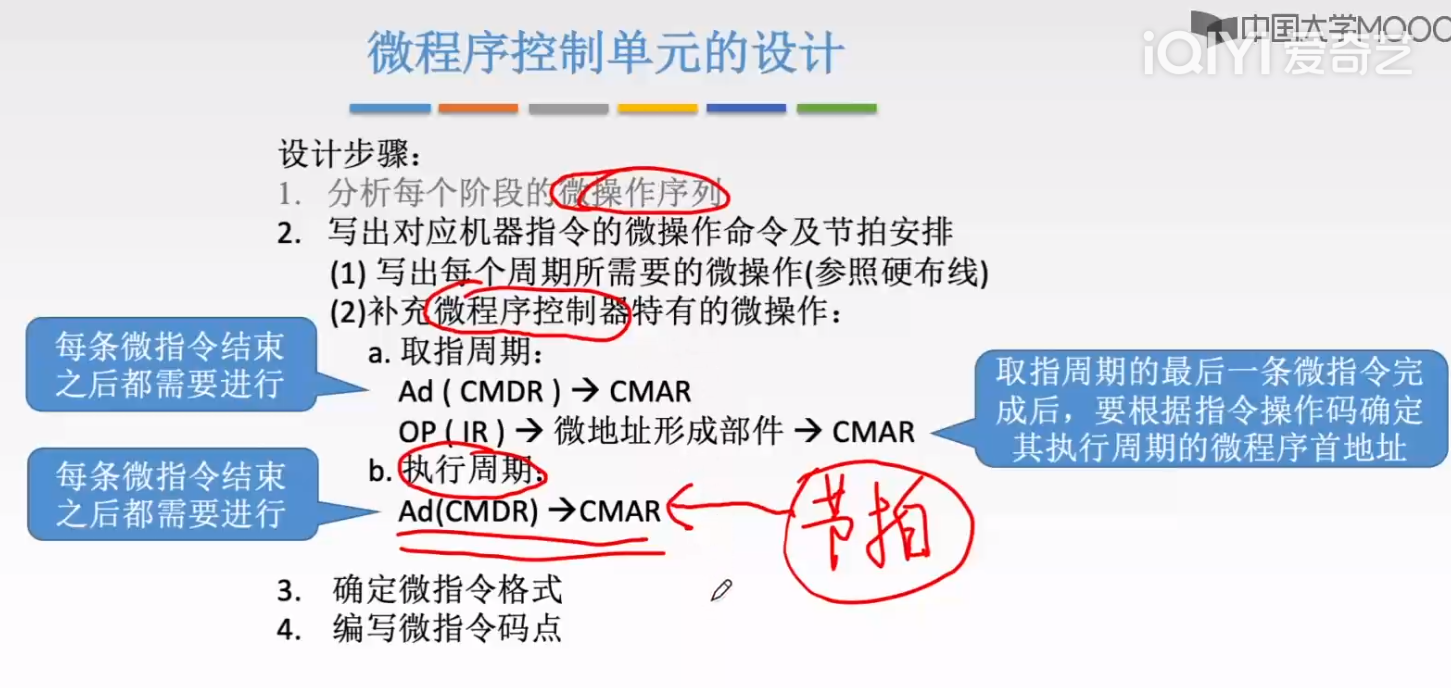 中国大学MOOC
iQIYI 爱奇艺
微程序控制单元的设计
设计步骤：
1. 分析每个阶段的微操作序列
2. 写出对应机器指令的微操作命令及节拍安排
(1) 写出每个周期所需要的微操作(参照硬布线)
(2)补充微程序控制器特有的微操作：
a. 取指周期：
每条微指令结束
之后都需要进行
Ad ( CMDR ) → CMAR
OP ( IR ) → 微地址形成部件 → CMAR
取指周期的最后一条微指令完
成后，要根据指令操作码确定
其执行周期的微程序首地址
b. 执行周期：
每条微指令结束
之后都需要进行
Ad(CMDR) →CMAR
节拍
3. 确定微指令格式
4. 编写微指令码点